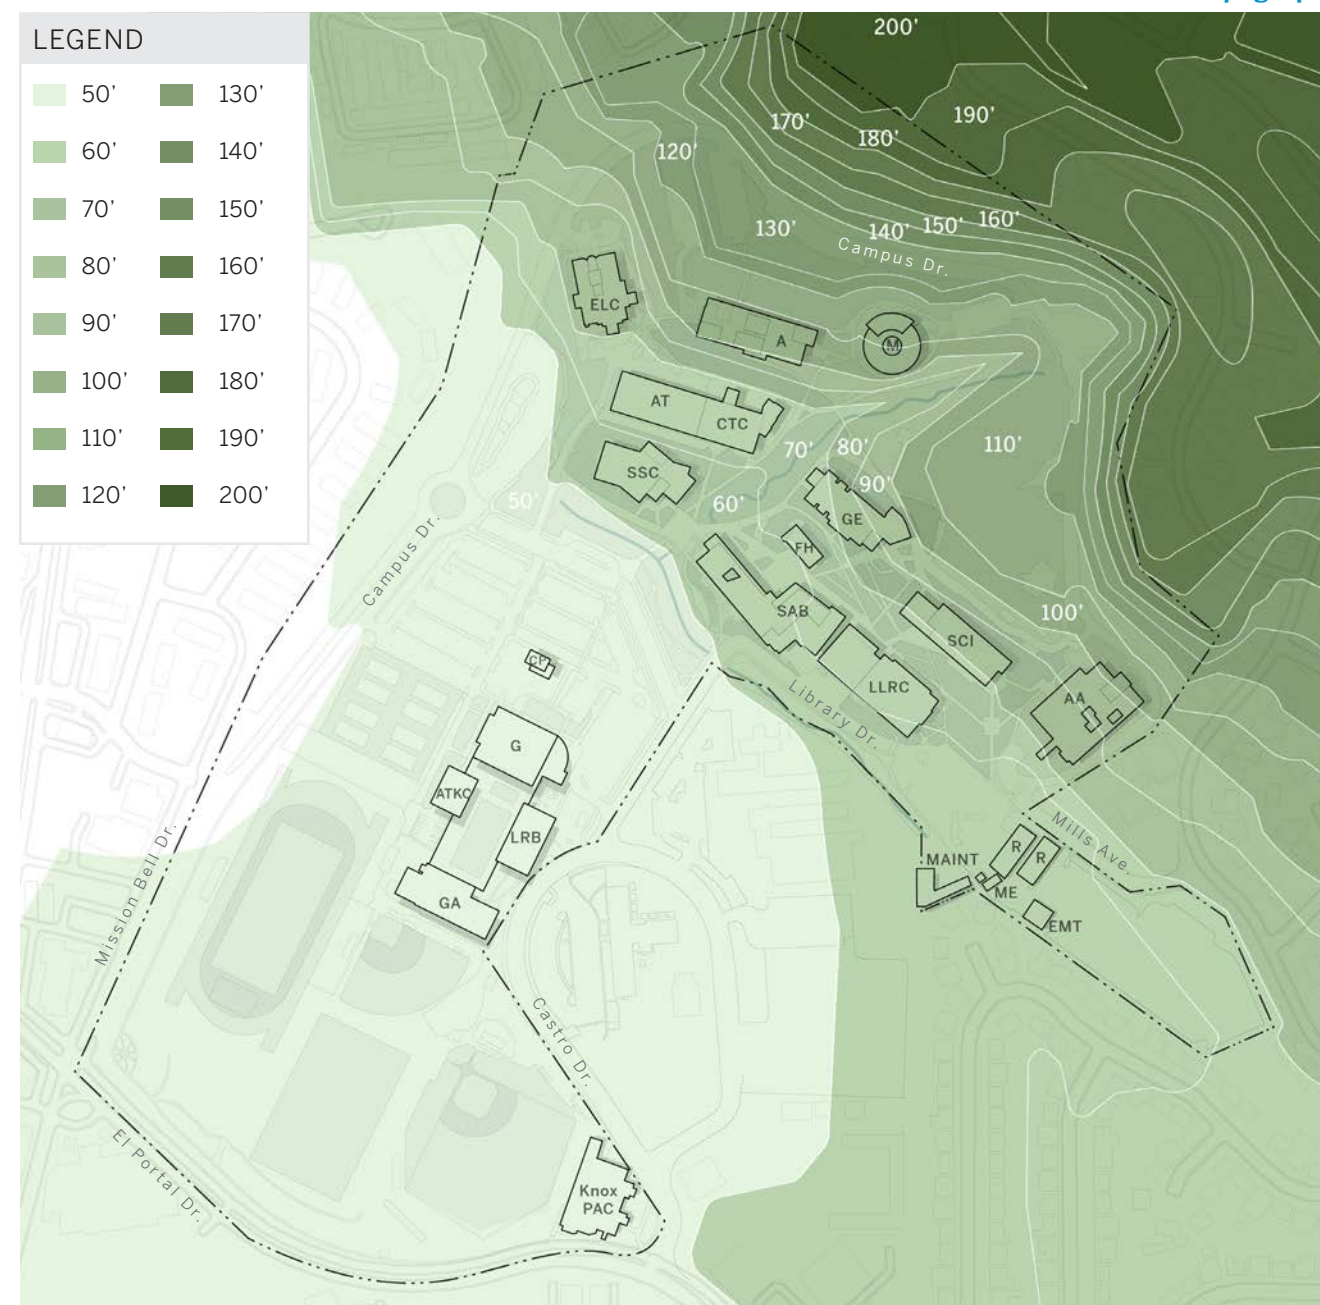 LEGEND
50' 130'
60' 140'
70' 150'
80' 160'
90' 170'
100' 180'
110' 190'
120' 200'
200'
190'
170'
180'
120'
130'
140'
150'
160'
Campus Dr.
ELC
A
M
AT
CTC
70'
80'
110'
SSC
90'
50'
60'
GE
FH
Campus Dr.
SAB
100'
SCI
CP
LLRC
AA
Library Dr.
G
ATKC
LRB
Mills Ave.
R
R
MAINT
ME
GA
EMT
Mission Bell Dr.
Castro Dr.
El Portal Dr.
Knox
PAC